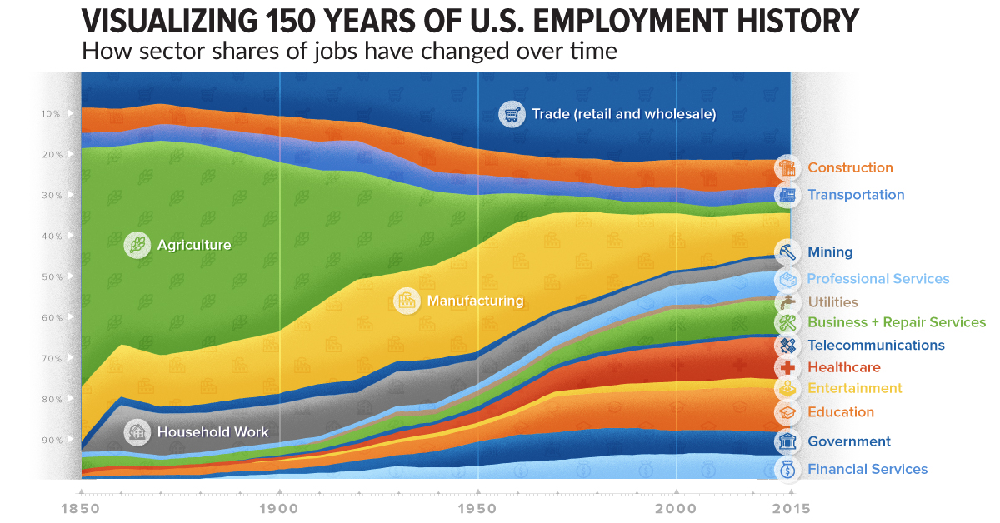 VISUALIZING 150 YEARS OF U.S. EMPLOYMENT HISTORY
How sector shares of jobs have changed over time
10%
20%
30%
40%
50%
60%
70%
80%
90%
Trade (retail and wholesale)
Agriculture
Manufacturing
Household Work
Construction
Transportation
Mining
Professional Services
Utilities
Business + Repair Services
Telecommunications
Healthcare
Entertainment
Education
Government
Financial Services
1850
1900
1950
2000
2015